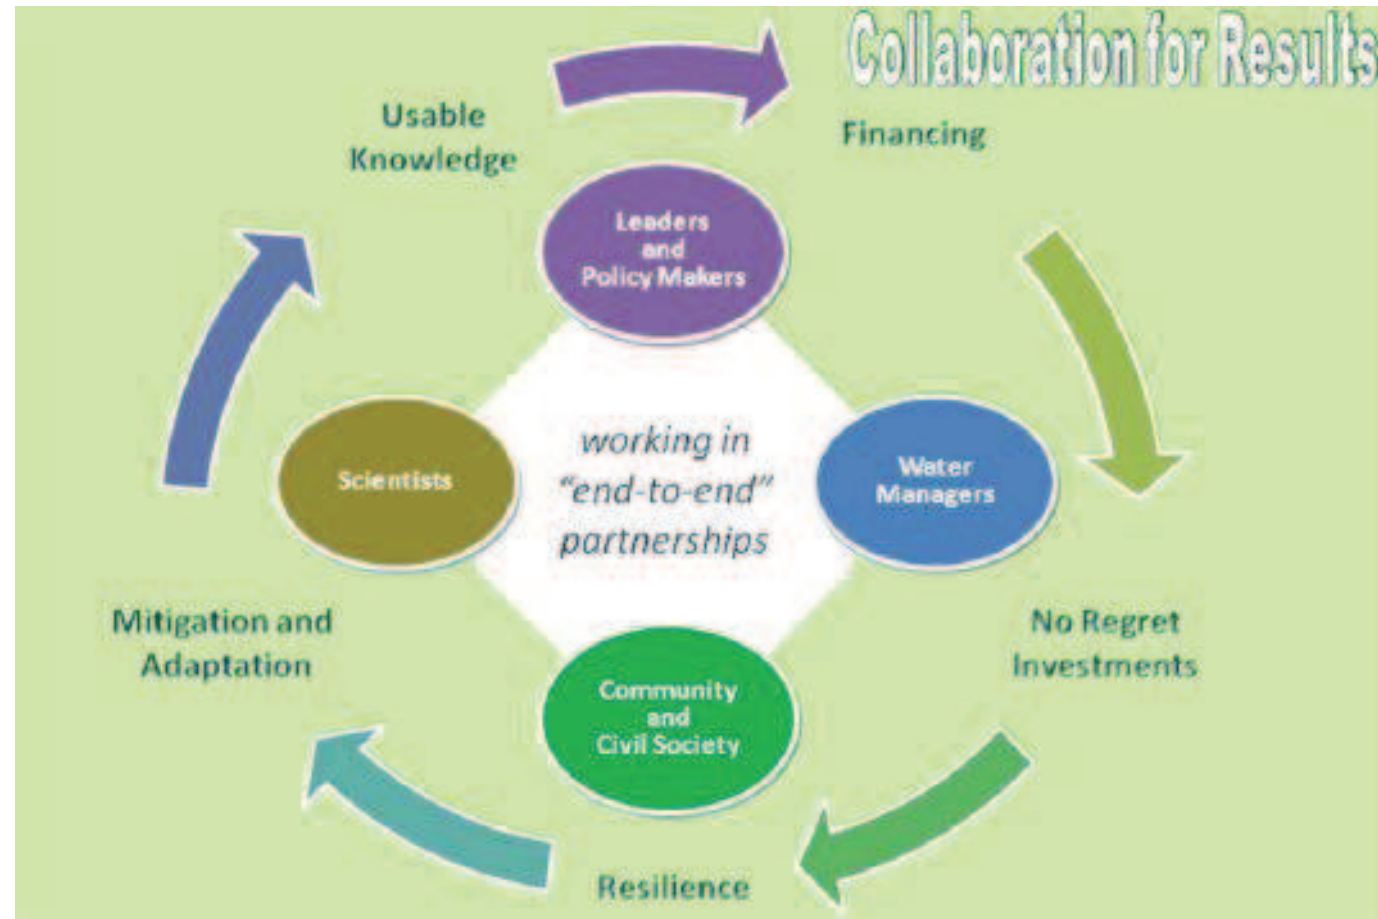 Collaboration for Results
Usable
Knowledge
Financing
Leaders
and
Policy Makers
Scientists
working in
"end-to-end"
partnerships
Water
Managers
Mitigation and
Adaptation
No Regret
Investments
Community
and
Civil Society
Resilience